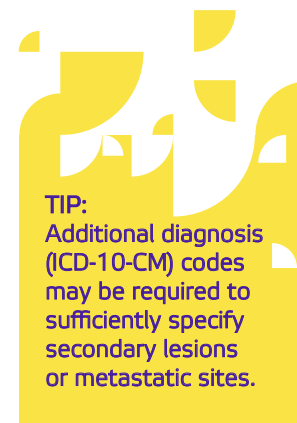 TIP:
Additional diagnosis
(ICD-10-CM) codes
may be required to
sufficiently specify
secondary lesions
or metastatic sites.